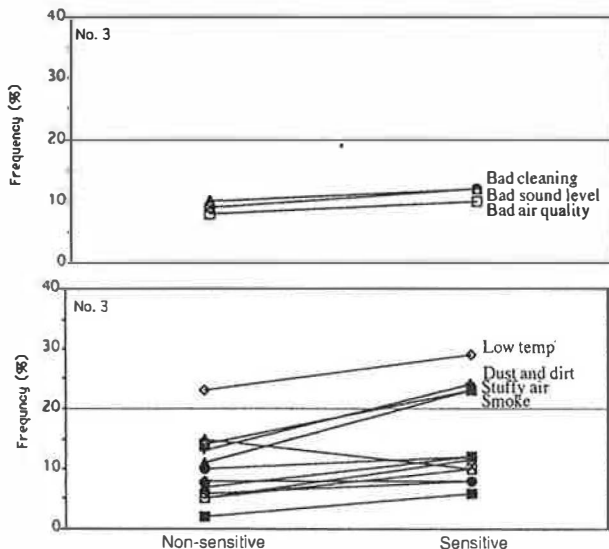 40
No. 3
30
Frequency (%)
20
10
0
Bad cleaning
Bad sound level
Bad air quality
40
No. 3
30
Frequncy (%)
20
10
0
Low temp
Dust and dirt
Stuffy air
Smoke
Non-sensitive Sensitive